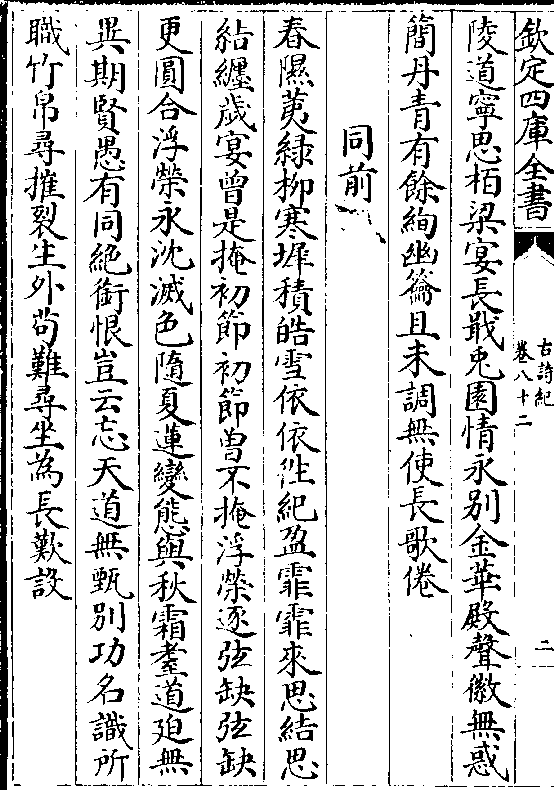 欽定四庫全書
古詩紀
卷八十二
二
陵道寧思栢梁宴長戢兎園情永别金華殿聲徽無惑
簡丹青有餘絢幽籥且未調無使長歌倦
同前
春隰荑緑栁寒墀積皓雪依依徃紀盈霏霏來思結思
結纏歲宴曾是掩初節初節曽不掩浮榮逐弦缺弦缺
更圓合浮榮永沈滅色隨夏蓮變態與秋霜耋道迫無
異期賢愚有同絶銜恨豈云忘天道無甄别功名識所
職竹帛尋摧裂生外苟難尋坐為長歎設